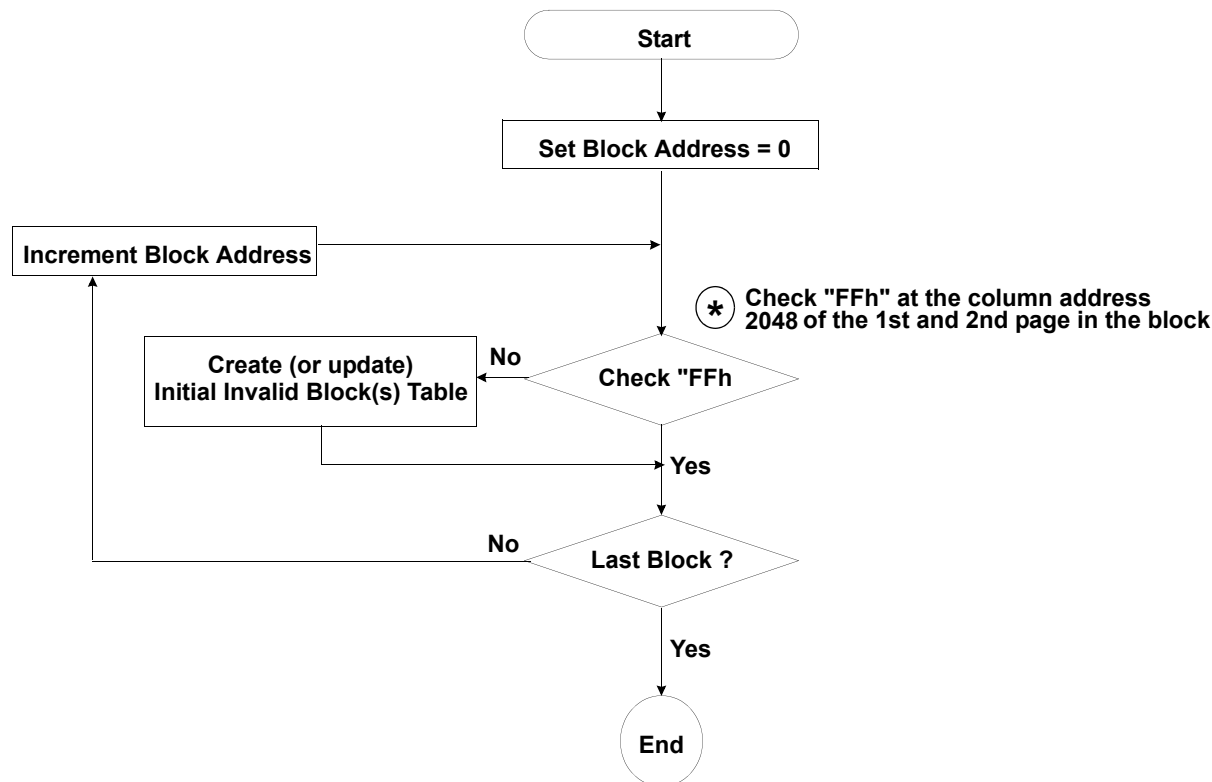 Start
Set Block Address = 0
Increment Block Address
* Check "FFh" at the column address
2048 of the 1st and 2nd page in the block
No
Create (or update)
Initial Invalid Block(s) Table
Check "FFh
Yes
No
Last Block ?
Yes
End